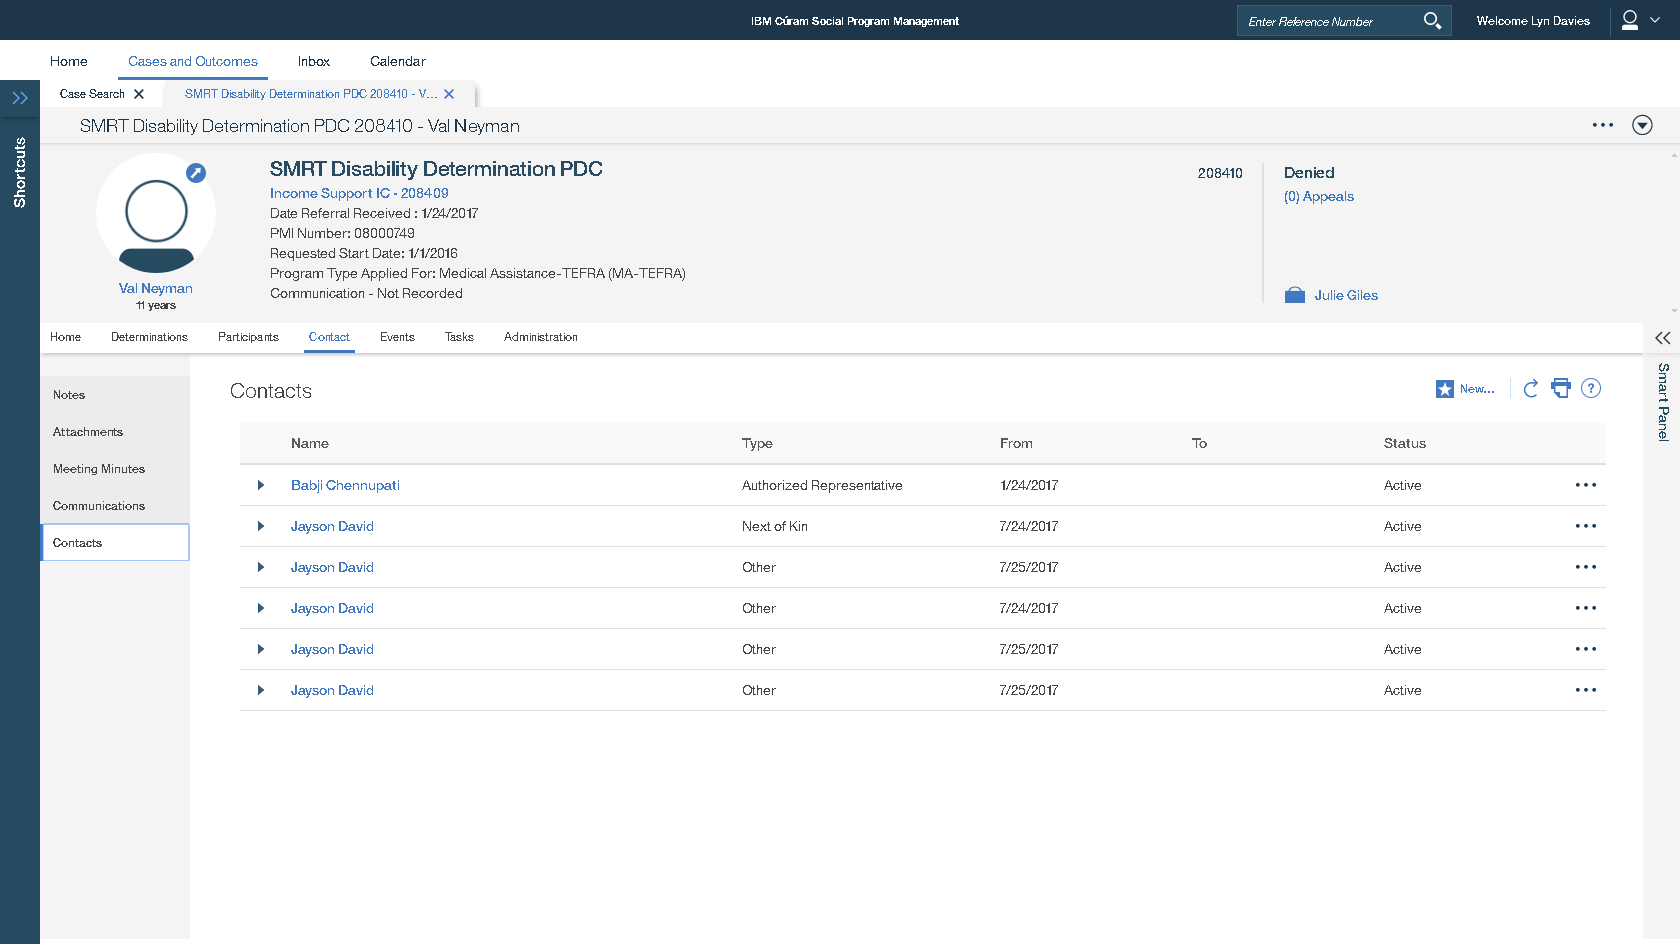 IBM Cúram Social Program Management
Enter Reference Number
Welcome Lyn Davies
Home
Cases and Outcomes
Inbox
Calendar
Case Search
SMRT Disability Determination PDC 208410 - V...
SMRT Disability Determination PDC 208410 - Val Neyman
Shortcuts
Val Neyman
11 years
SMRT Disability Determination PDC
Income Support IC - 208409
Date Referral Received : 1/24/2017
PMI Number: 08000749
Requested Start Date: 1/1/2016
Program Type Applied For: Medical Assistance-TEFRA (MA-TEFRA)
Communication - Not Recorded
208410
Denied
(0) Appeals
Julie Giles
Home
Determinations
Participants
Contact
Events
Tasks
Administration
Smart Panel
Notes
Attachments
Meeting Minutes
Communications
Contacts
Contacts
New...
?
Name Type From To Status
Babji Chennupati Authorized Representative 1/24/2017 Active
Jayson David Next of Kin 7/24/2017 Active
Jayson David Other 7/25/2017 Active
Jayson David Other 7/24/2017 Active
Jayson David Other 7/25/2017 Active
Jayson David Other 7/25/2017 Active